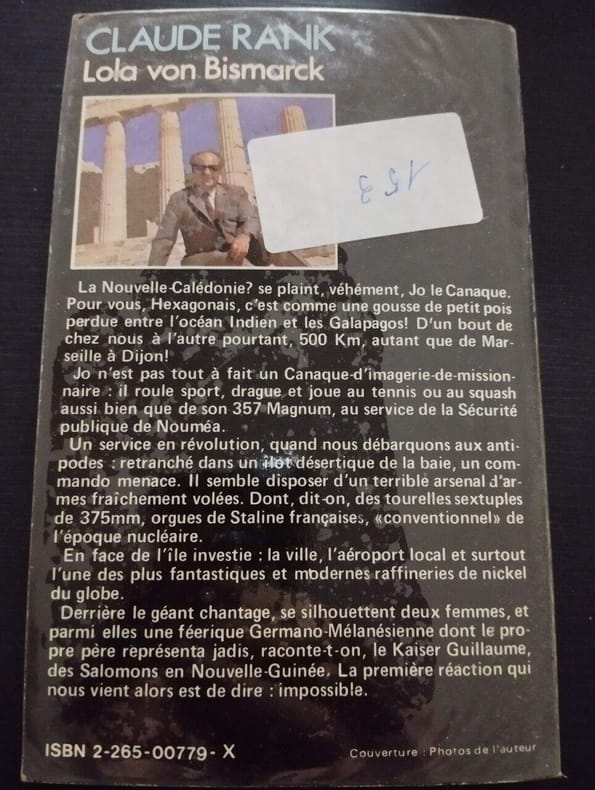 CLAUDE RANK
Lola von Bismarck
153
La Nouvelle-Calédonie? se plaint, véhément, Jo le Canaque.
Pour vous, Hexagonais, c'est comme une gousse de petit pois
perdue entre l'océan Indien et les Galapagos! D'un bout de
chez nous à l'autre pourtant, 500 Km, autant que de Mar-
seille à Dijon!
Jo n'est pas tout à fait un Canaque-d'imagerie-de-mission-
naire : il roule sport, drague et joue au tennis ou au squash
aussi bien que de son 357 Magnum, au service de la Sécurité
publique de Nouméa.
Un service en révolution, quand nous débarquons aux anti-
podes : retranché dans un îlot désertique de la baie, un com-
mando menace. Il semble disposer d'un terrible arsenal d'ar-
mes fraîchement volées. Dont, dit-on, des tourelles sextuples
de 375mm, orgues de Staline françaises, «conventionnel» de
l'époque nucléaire.
En face de l'île investie : la ville, l'aéroport local et surtout
l'une des plus fantastiques et modernes raffineries de nickel
du globe.
Derrière le géant chantage, se silhouettent deux femmes, et
parmi elles une féerique Germano-Mélanésienne dont le pro-
pre père représenta jadis, raconte-t-on, le Kaiser Guillaume,
des Salomons en Nouvelle-Guinée. La première réaction qui
nous vient alors est de dire : impossible.
ISBN 2-265-00779-X
Couverture : Photos de l'auteur